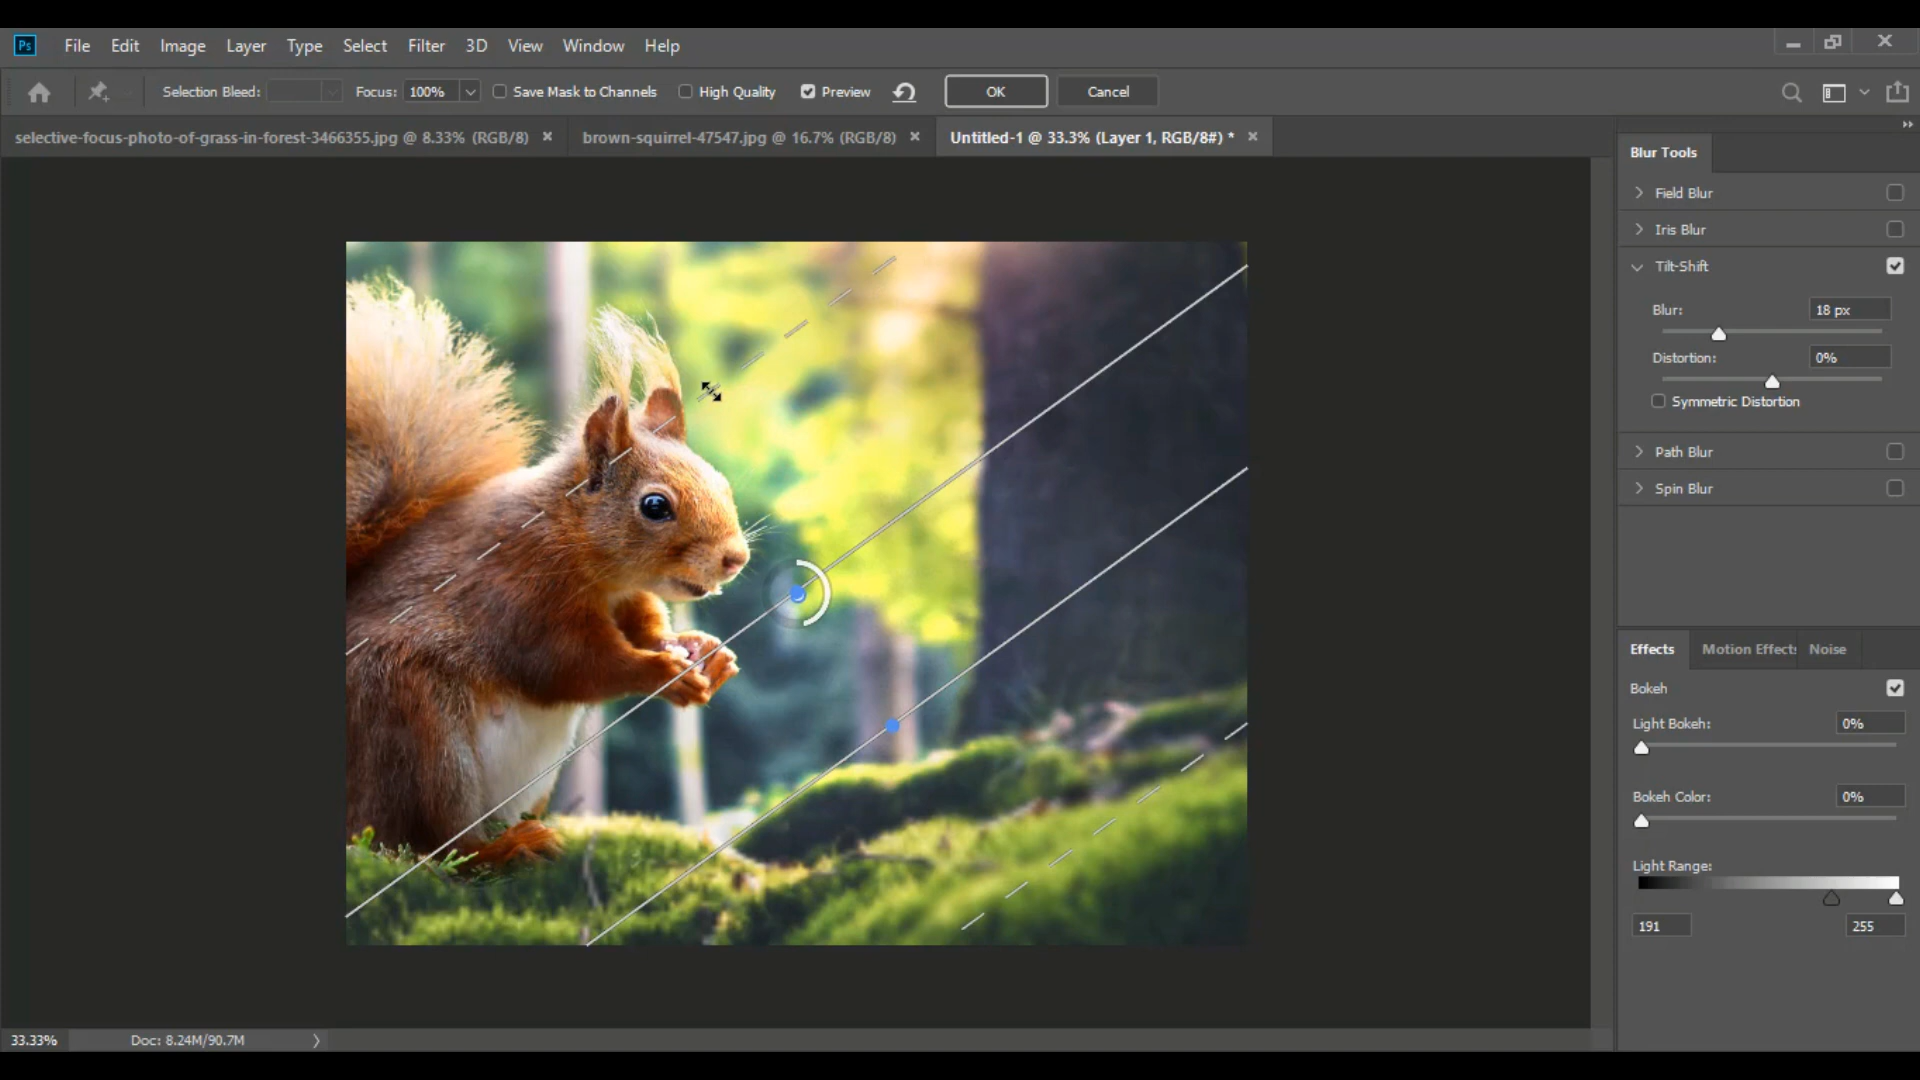 Ps File Edit Image Layer Type Select Filter 3D View Window Help
Selection Bleed: Focus: 100% Save Mask to Channels High Quality Preview OK Cancel
selective-focus-photo-of-grass-in-forest-3466355.jpg @ 8.33% (RGB/8) × brown-squirrel-47547.jpg @ 16.7% (RGB/8) × Untitled-1 @ 33.3% (Layer 1, RGB/8#) * ×
Blur Tools
Field Blur
Iris Blur
Tilt-Shift
Blur: 18 px
Distortion: 0%
Symmetric Distortion
Path Blur
Spin Blur
Effects Motion Effects Noise
Bokeh
Light Bokeh: 0%
Bokeh Color: 0%
Light Range:
191 255
33.33% Doc: 8.24M/90.7M